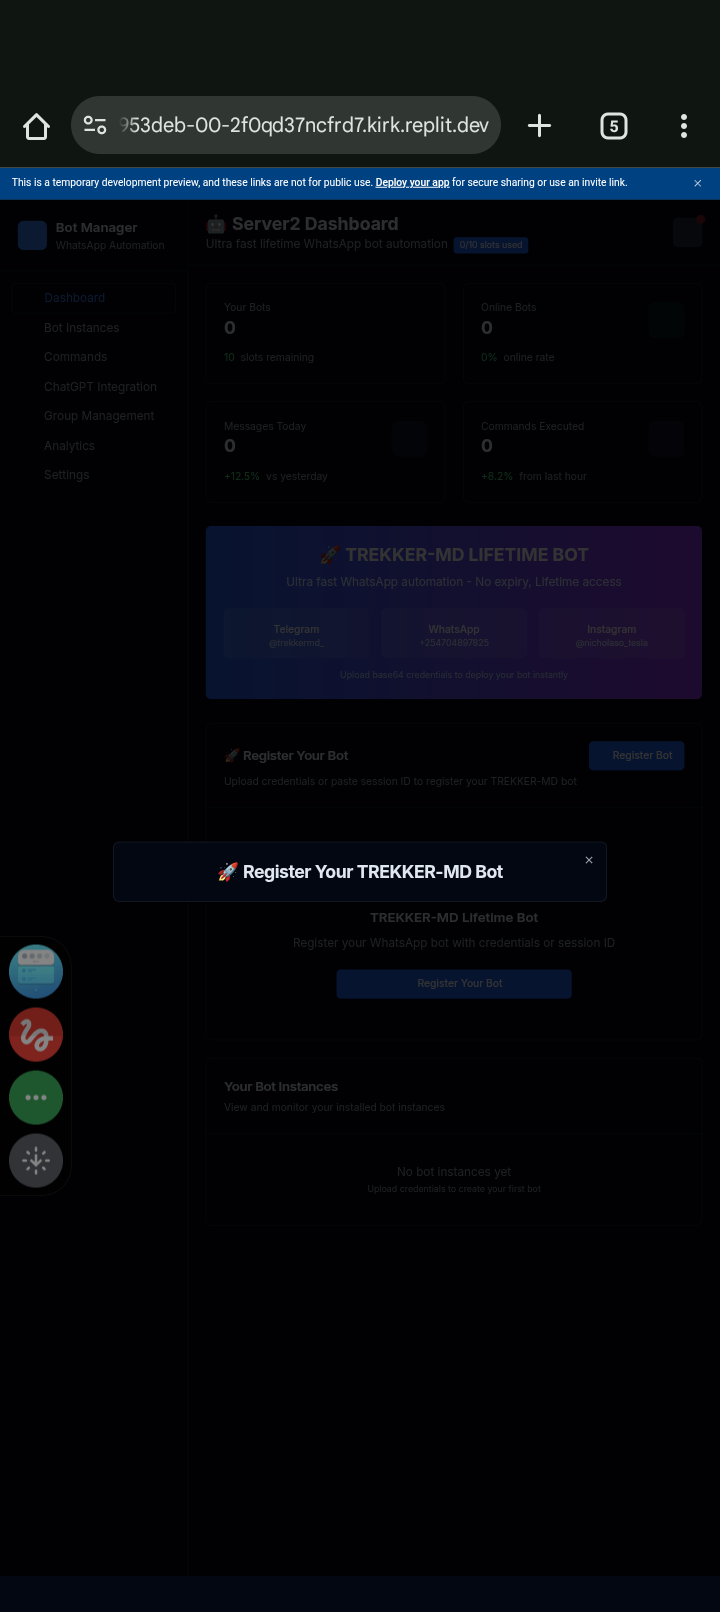 953deb-00-2f0qd37ncfrd7.kirk.replit.dev
5
This is a temporary development preview, and these links are not for public use. Deploy your app for secure sharing or use an invite link.
Bot Manager
WhatsApp Automation
🤖 Server2 Dashboard
Ultra fast lifetime WhatsApp bot automation 0/10 slots used
Dashboard
Bot Instances
Commands
ChatGPT Integration
Group Management
Analytics
Settings
Your Bots
0
10 slots remaining
Online Bots
0
0% online rate
Messages Today
0
+12.5% vs yesterday
Commands Executed
0
+8.2% from last hour
🚀 TREKKER-MD LIFETIME BOT
Ultra fast WhatsApp automation - No expiry, Lifetime access
Telegram
@trekkermd_
WhatsApp
+254704897825
Instagram
@nicholaso_tesla
Upload base64 credentials to deploy your bot instantly
🚀 Register Your Bot
Register Bot
Upload credentials or paste session ID to register your TREKKER-MD bot
🚀 Register Your TREKKER-MD Bot
TREKKER-MD Lifetime Bot
Register your WhatsApp bot with credentials or session ID
Register Your Bot
Your Bot Instances
View and monitor your installed bot instances
No bot instances yet
Upload credentials to create your first bot